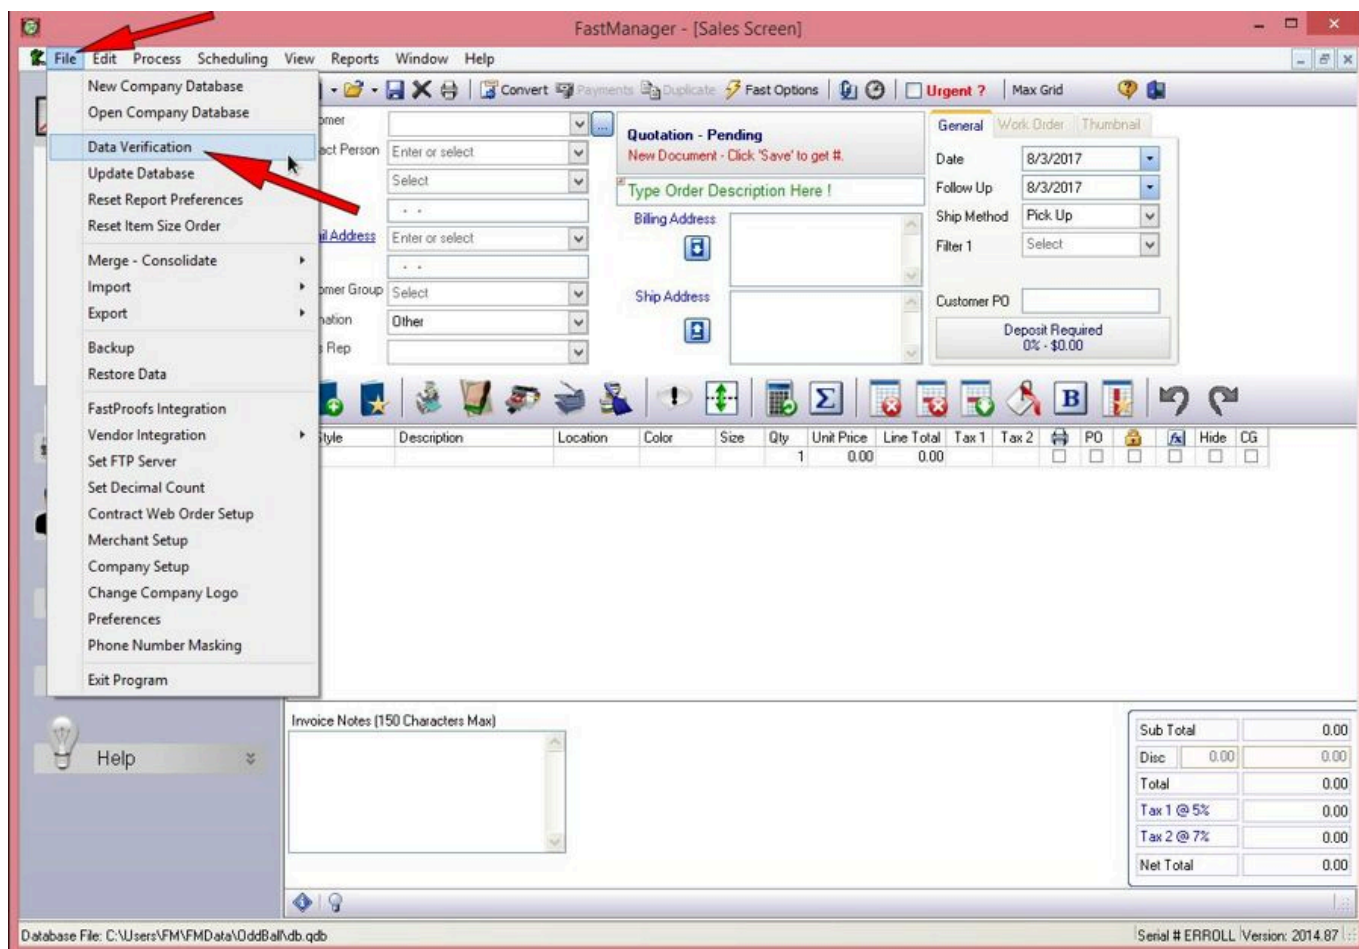 FastManager - [Sales Screen]
File Edit Process Scheduling View Reports Window Help
New Company Database
Open Company Database
Data Verification
Update Database
Reset Report Preferences
Reset Item Size Order
Merge - Consolidate
Import
Export
Backup
Restore Data
FastProofs Integration
Vendor Integration
Set FTP Server
Set Decimal Count
Contract Web Order Setup
Merchant Setup
Company Setup
Change Company Logo
Preferences
Phone Number Masking
Exit Program
Convert Payments Duplicate Fast Options Urgent ? Max Grid
omer
act Person Enter or select
Select
- -
il Address Enter or select
- -
omer Group Select
nation Other
s Rep
Quotation - Pending
New Document - Click 'Save' to get #.
Type Order Description Here !
Billing Address
Ship Address
General Work Order Thumbnail
Date 8/3/2017
Follow Up 8/3/2017
Ship Method Pick Up
Filter 1 Select
Customer PO
Deposit Required
0% - $0.00
B
Style Description Location Color Size Qty Unit Price Line Total Tax 1 Tax 2 PO fx Hide CG
1 0.00 0.00
Help
Invoice Notes (150 Characters Max)
Sub Total 0.00
Disc 0.00 0.00
Total 0.00
Tax 1 @ 5% 0.00
Tax 2 @ 7% 0.00
Net Total 0.00
Database File: C:\Users\FM\FMData\OddBall\db.qdb
Serial # ERROLL Version: 2014.87